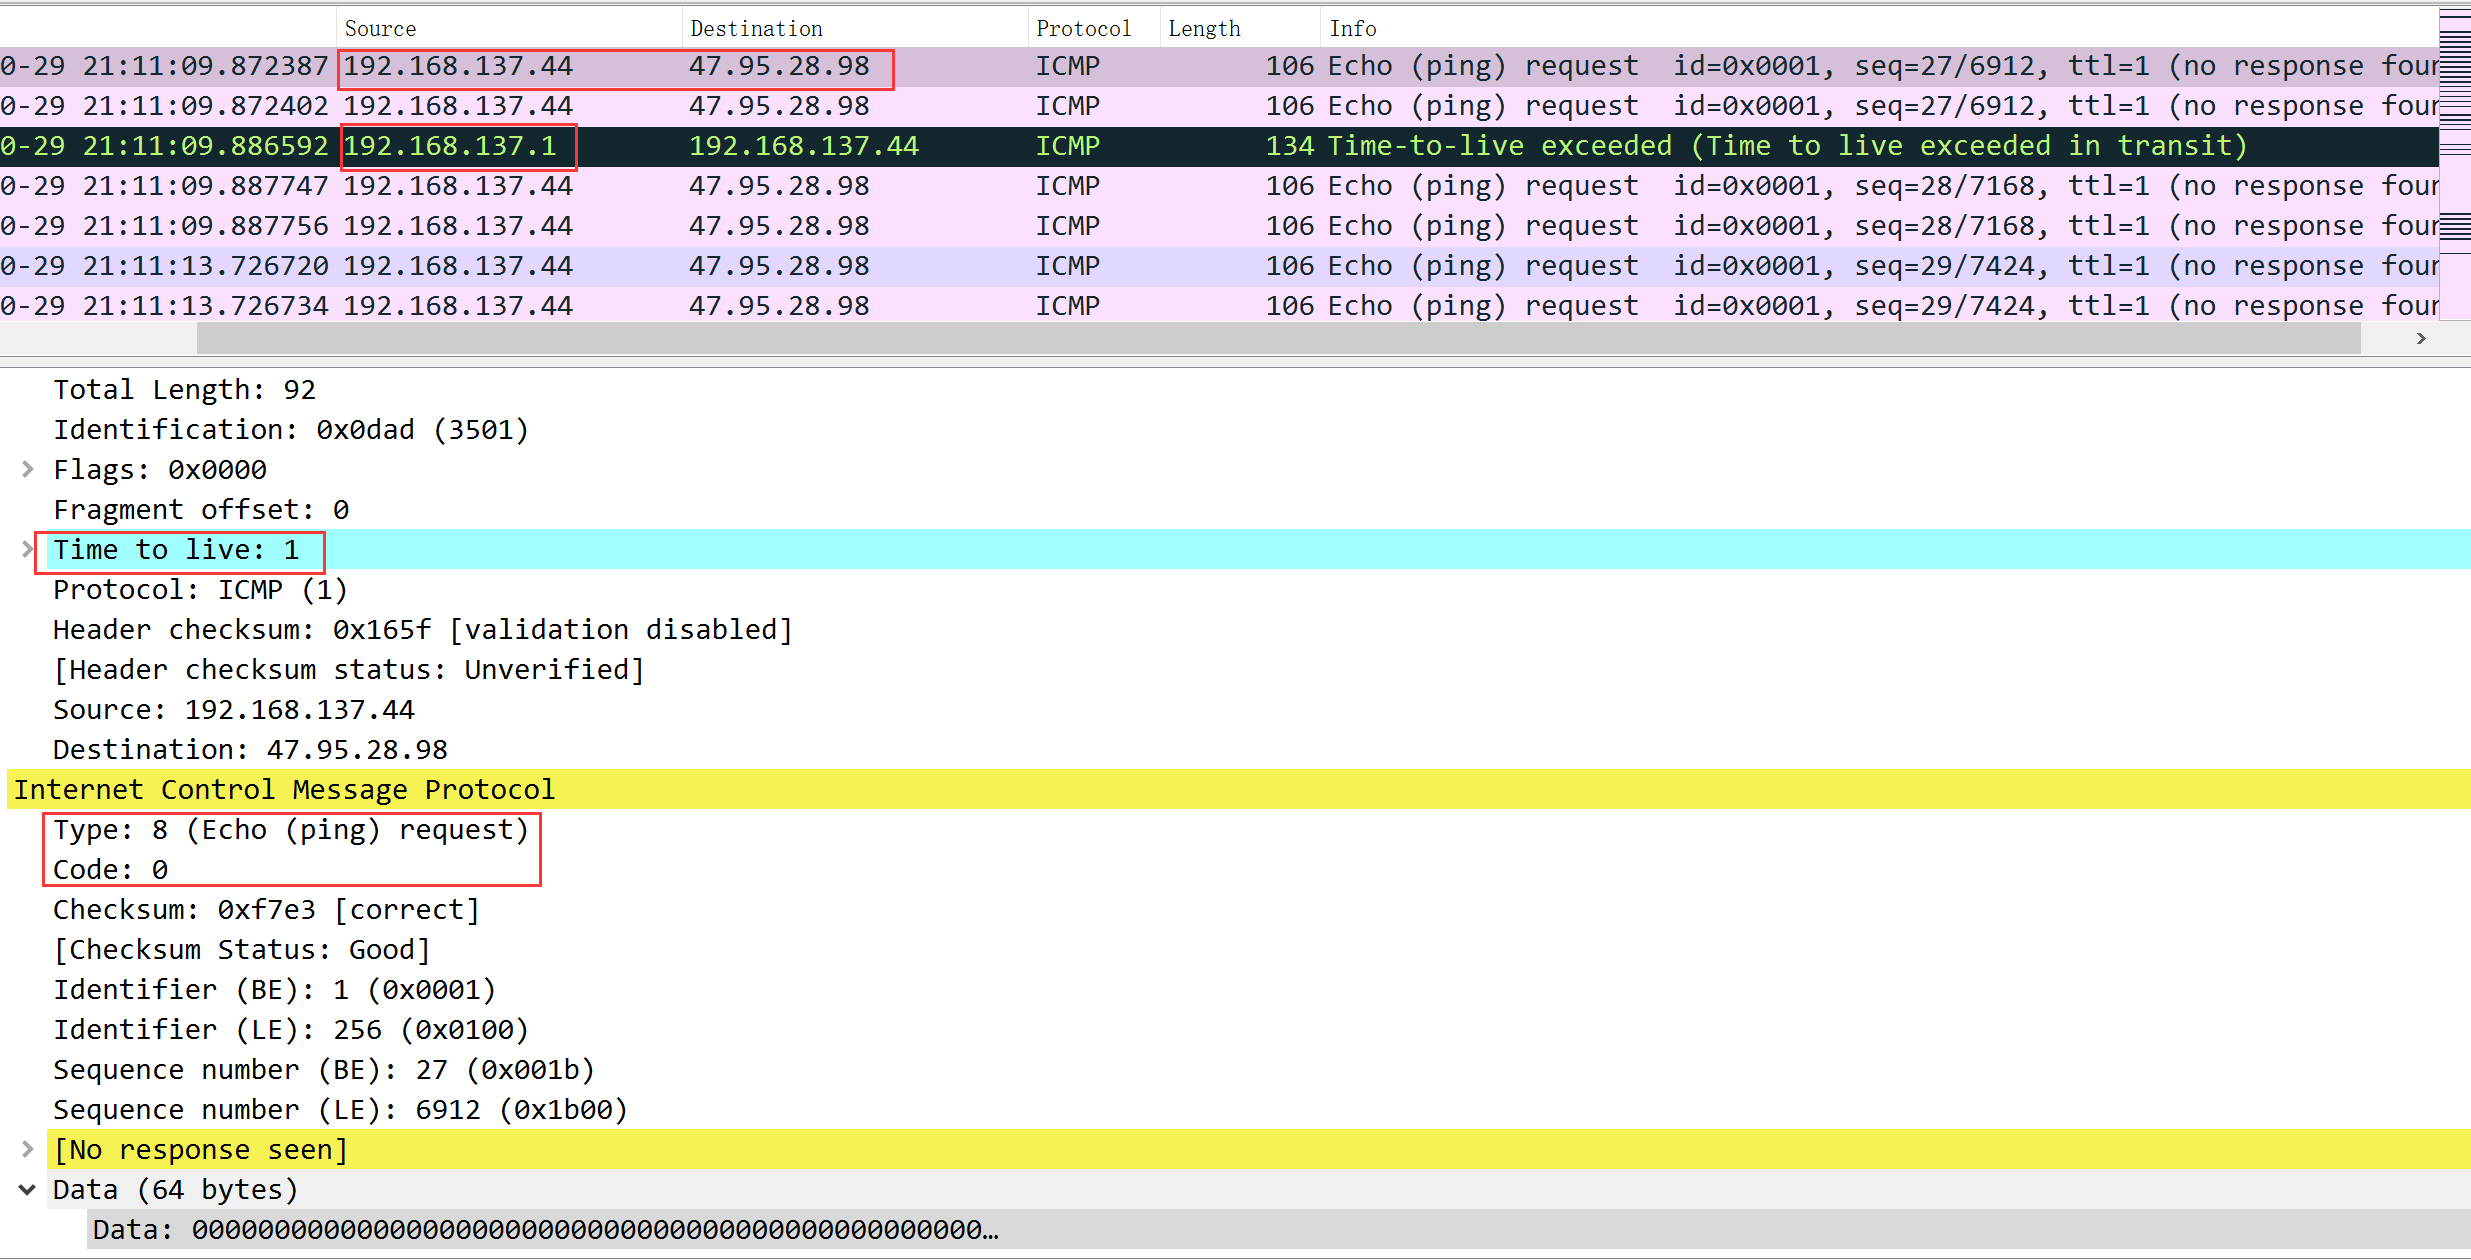 Source Destination Protocol Length Info
0-29 21:11:09.872387 192.168.137.44 47.95.28.98 ICMP 106 Echo (ping) request id=0x0001, seq=27/6912, ttl=1 (no response four
0-29 21:11:09.872402 192.168.137.44 47.95.28.98 ICMP 106 Echo (ping) request id=0x0001, seq=27/6912, ttl=1 (no response four
0-29 21:11:09.886592 192.168.137.1 192.168.137.44 ICMP 134 Time-to-live exceeded (Time to live exceeded in transit)
0-29 21:11:09.887747 192.168.137.44 47.95.28.98 ICMP 106 Echo (ping) request id=0x0001, seq=28/7168, ttl=1 (no response four
0-29 21:11:09.887756 192.168.137.44 47.95.28.98 ICMP 106 Echo (ping) request id=0x0001, seq=28/7168, ttl=1 (no response four
0-29 21:11:13.726720 192.168.137.44 47.95.28.98 ICMP 106 Echo (ping) request id=0x0001, seq=29/7424, ttl=1 (no response four
0-29 21:11:13.726734 192.168.137.44 47.95.28.98 ICMP 106 Echo (ping) request id=0x0001, seq=29/7424, ttl=1 (no response four
Total Length: 92
Identification: 0x0dad (3501)
Flags: 0x0000
Fragment offset: 0
Time to live: 1
Protocol: ICMP (1)
Header checksum: 0x165f [validation disabled]
[Header checksum status: Unverified]
Source: 192.168.137.44
Destination: 47.95.28.98
Internet Control Message Protocol
Type: 8 (Echo (ping) request)
Code: 0
Checksum: 0xf7e3 [correct]
[Checksum Status: Good]
Identifier (BE): 1 (0x0001)
Identifier (LE): 256 (0x0100)
Sequence number (BE): 27 (0x001b)
Sequence number (LE): 6912 (0x1b00)
[No response seen]
Data (64 bytes)
Data: 000000000000000000000000000000000000000000000000…